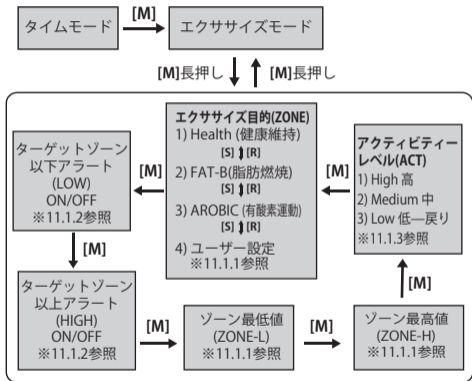 タイムモード
[M]
エクササイズモード
[M]長押し
[M]長押し
エクササイズ目的(ZONE)
1) Health (健康維持)
[S] [R]
2) FAT-B(脂肪燃焼)
[S] [R]
3) AROBIC (有酸素運動)
[S] [R]
4) ユーザー設定
※11.1.1参照
[M]
ターゲットゾーン
以下アラート
(LOW)
ON/OFF
※11.1.2参照
[M]
ターゲットゾーン
以上アラート
(HIGH)
ON/OFF
※11.1.2参照
[M]
ゾーン最低値
(ZONE-L)
※11.1.1参照
[M]
ゾーン最高値
(ZONE-H)
※11.1.1参照
[M]
アクティビティー
レベル(ACT)
1) High 高
2) Medium 中
3) Low 低—戻り
※11.1.3参照
[M]